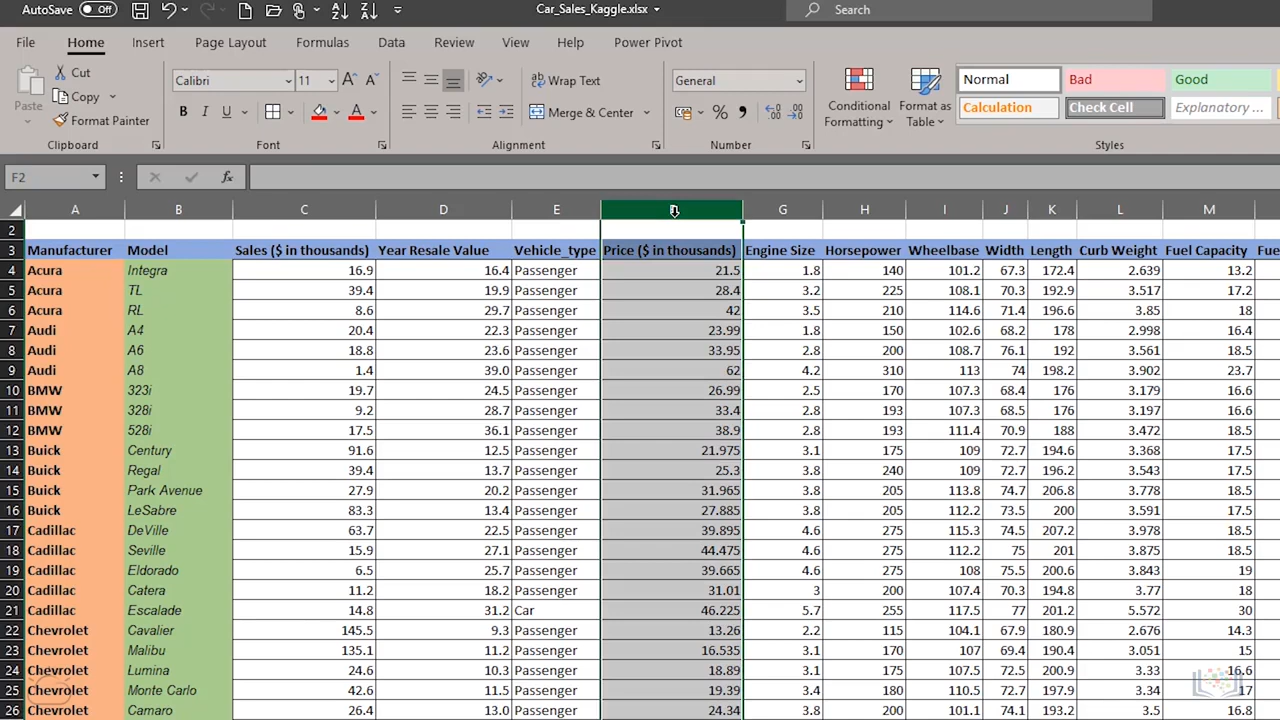 AutoSave Off Car_Sales_Kaggle.xlsx Search
File Home Insert Page Layout Formulas Data Review View Help Power Pivot
Paste Cut Copy Format Painter
Calibri 11 B I U A A A
Wrap Text Merge & Center
General % ,
Conditional Formatting Format as Table
Normal Bad Good
Calculation Check Cell Explanatory ...
Clipboard Font Alignment Number Styles
F2 fx
A B C D E G H I J K L M
2
3 Manufacturer Model Sales ($ in thousands) Year Resale Value Vehicle_type Price ($ in thousands) Engine Size Horsepower Wheelbase Width Length Curb Weight Fuel Capacity Fue
4 Acura Integra 16.9 16.4 Passenger 21.5 1.8 140 101.2 67.3 172.4 2.639 13.2
5 Acura TL 39.4 19.9 Passenger 28.4 3.2 225 108.1 70.3 192.9 3.517 17.2
6 Acura RL 8.6 29.7 Passenger 42 3.5 210 114.6 71.4 196.6 3.85 18
7 Audi A4 20.4 22.3 Passenger 23.99 1.8 150 102.6 68.2 178 2.998 16.4
8 Audi A6 18.8 23.6 Passenger 33.95 2.8 200 108.7 76.1 192 3.561 18.5
9 Audi A8 1.4 39.0 Passenger 62 4.2 310 113 74 198.2 3.902 23.7
10 BMW 323i 19.7 24.5 Passenger 26.99 2.5 170 107.3 68.4 176 3.179 16.6
11 BMW 328i 9.2 28.7 Passenger 33.4 2.8 193 107.3 68.5 176 3.197 16.6
12 BMW 528i 17.5 36.1 Passenger 38.9 2.8 193 111.4 70.9 188 3.472 18.5
13 Buick Century 91.6 12.5 Passenger 21.975 3.1 175 109 72.7 194.6 3.368 17.5
14 Buick Regal 39.4 13.7 Passenger 25.3 3.8 240 109 72.7 196.2 3.543 17.5
15 Buick Park Avenue 27.9 20.2 Passenger 31.965 3.8 205 113.8 74.7 206.8 3.778 18.5
16 Buick LeSabre 83.3 13.4 Passenger 27.885 3.8 205 112.2 73.5 200 3.591 17.5
17 Cadillac DeVille 63.7 22.5 Passenger 39.895 4.6 275 115.3 74.5 207.2 3.978 18.5
18 Cadillac Seville 15.9 27.1 Passenger 44.475 4.6 275 112.2 75 201 3.875 18.5
19 Cadillac Eldorado 6.5 25.7 Passenger 39.665 4.6 275 108 75.5 200.6 3.843 19
20 Cadillac Catera 11.2 18.2 Passenger 31.01 3 200 107.4 70.3 194.8 3.77 18
21 Cadillac Escalade 14.8 31.2 Car 46.225 5.7 255 117.5 77 201.2 5.572 30
22 Chevrolet Cavalier 145.5 9.3 Passenger 13.26 2.2 115 104.1 67.9 180.9 2.676 14.3
23 Chevrolet Malibu 135.1 11.2 Passenger 16.535 3.1 170 107 69.4 190.4 3.051 15
24 Chevrolet Lumina 24.6 10.3 Passenger 18.89 3.1 175 107.5 72.5 200.9 3.33 16.6
25 Chevrolet Monte Carlo 42.6 11.5 Passenger 19.39 3.4 180 110.5 72.7 197.9 3.34 17
26 Chevrolet Camaro 26.4 13.0 Passenger 24.34 3.8 200 101.1 74.1 193.2 3.5 16.8